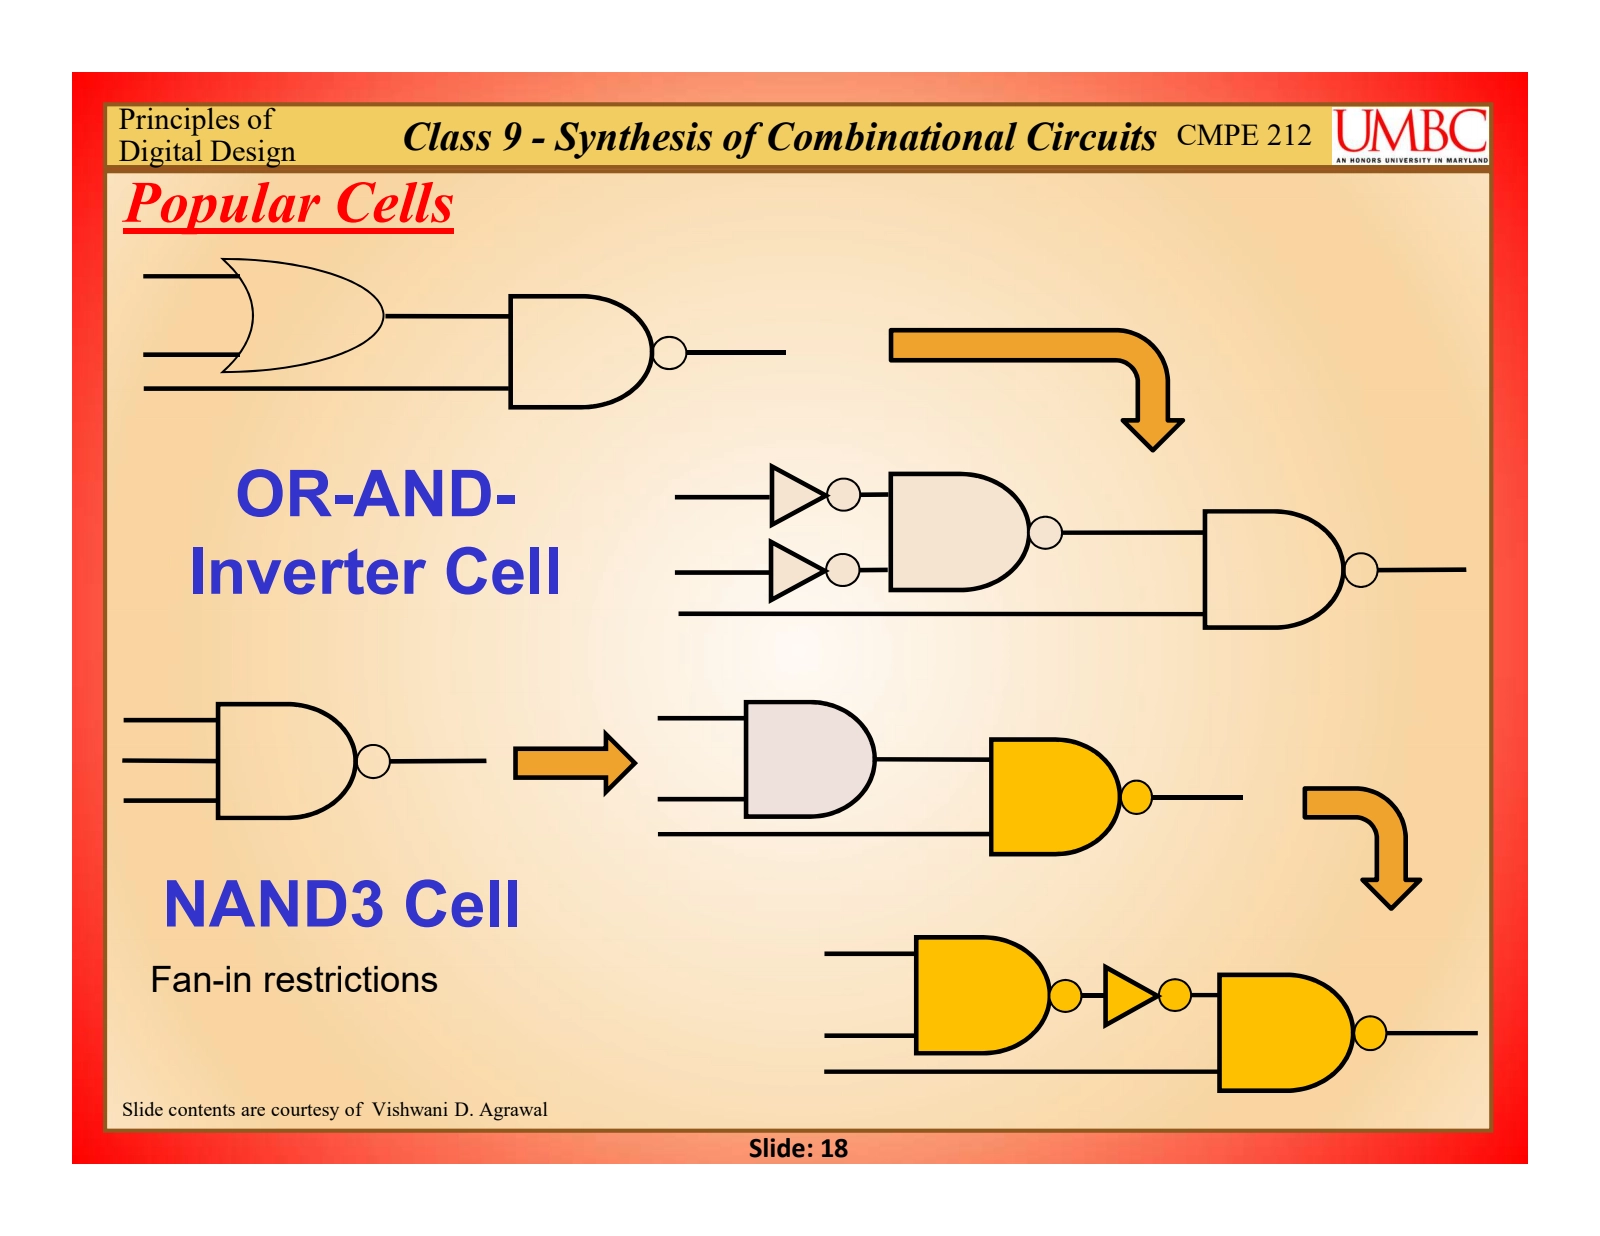 Principles of
Digital Design
Class 9 - Synthesis of Combinational Circuits
CMPE 212
UMBC
AN HONORS UNIVERSITY IN MARYLAND
Popular Cells
OR-AND-
Inverter Cell
NAND3 Cell
Fan-in restrictions
Slide contents are courtesy of Vishwani D. Agrawal
Slide: 18